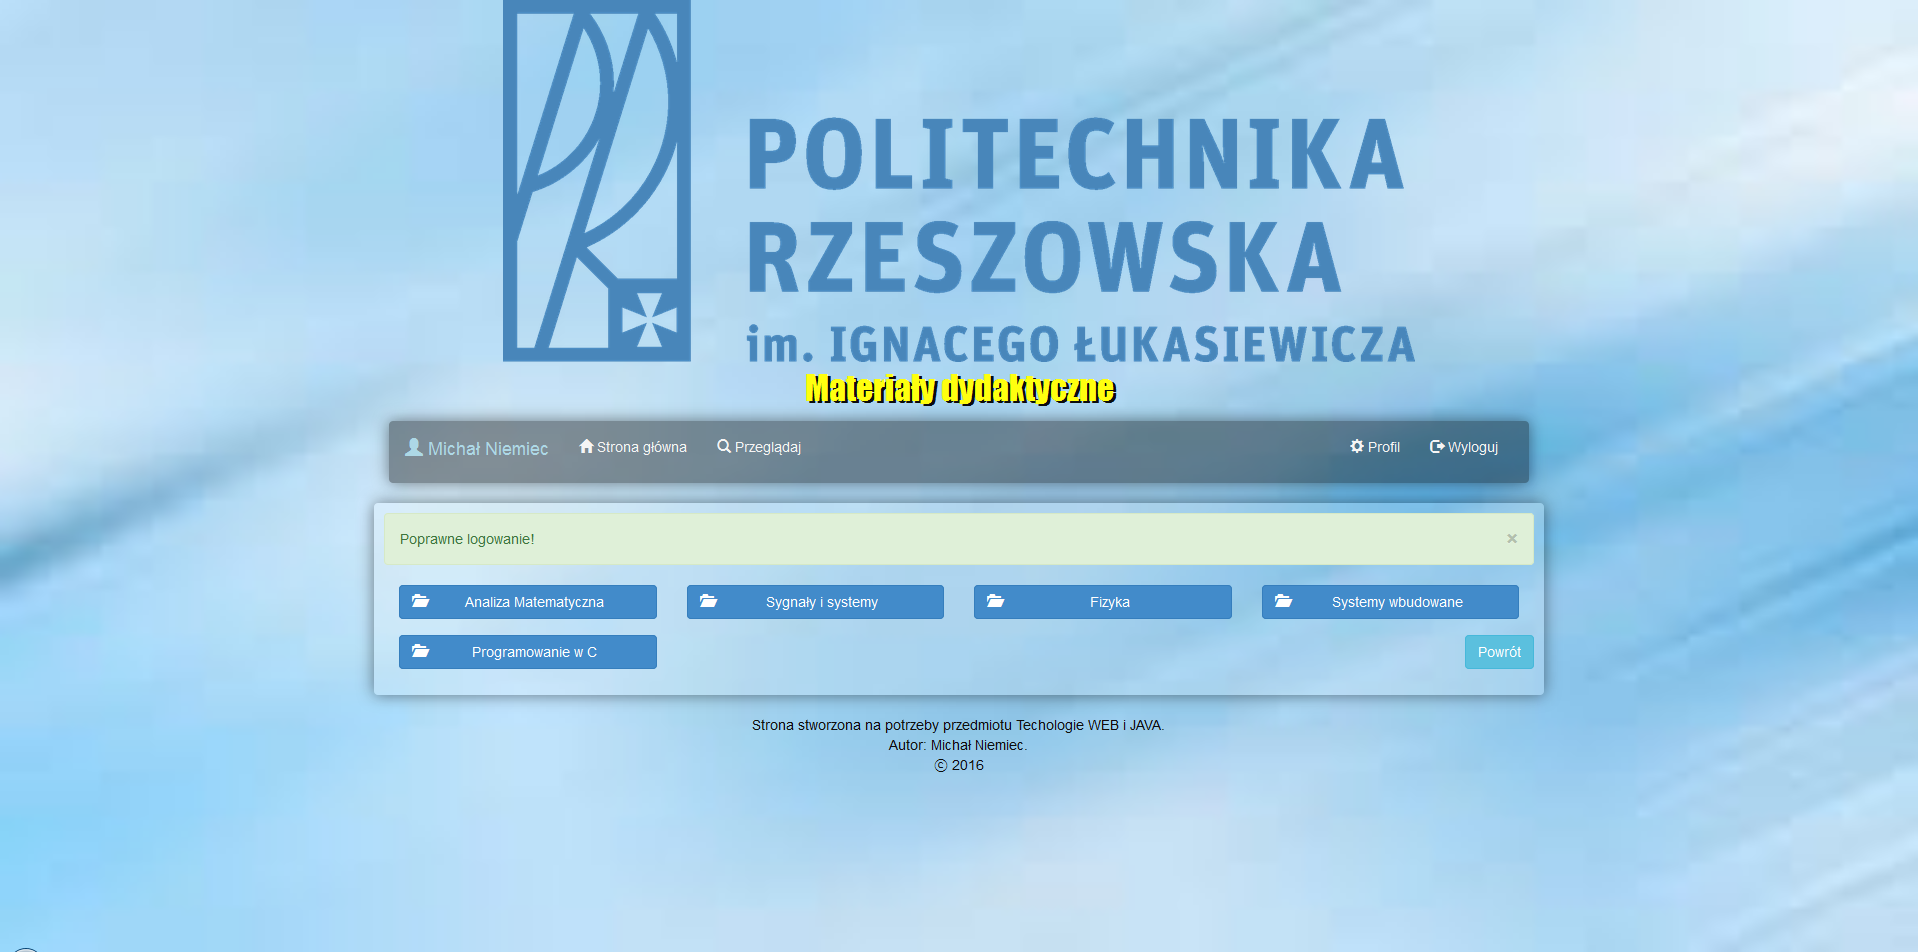 POLITECHNIKA
RZESZOWSKA
im. IGNACEGO ŁUKASIEWICZA
Materiały dydaktyczne
Michał Niemiec Strona główna Przeglądaj Profil Wyloguj
Poprawne logowanie! ×
Analiza Matematyczna Sygnały i systemy Fizyka Systemy wbudowane
Programowanie w C Powrót
Strona stworzona na potrzeby przedmiotu Techologie WEB i JAVA.
Autor: Michał Niemiec.
© 2016